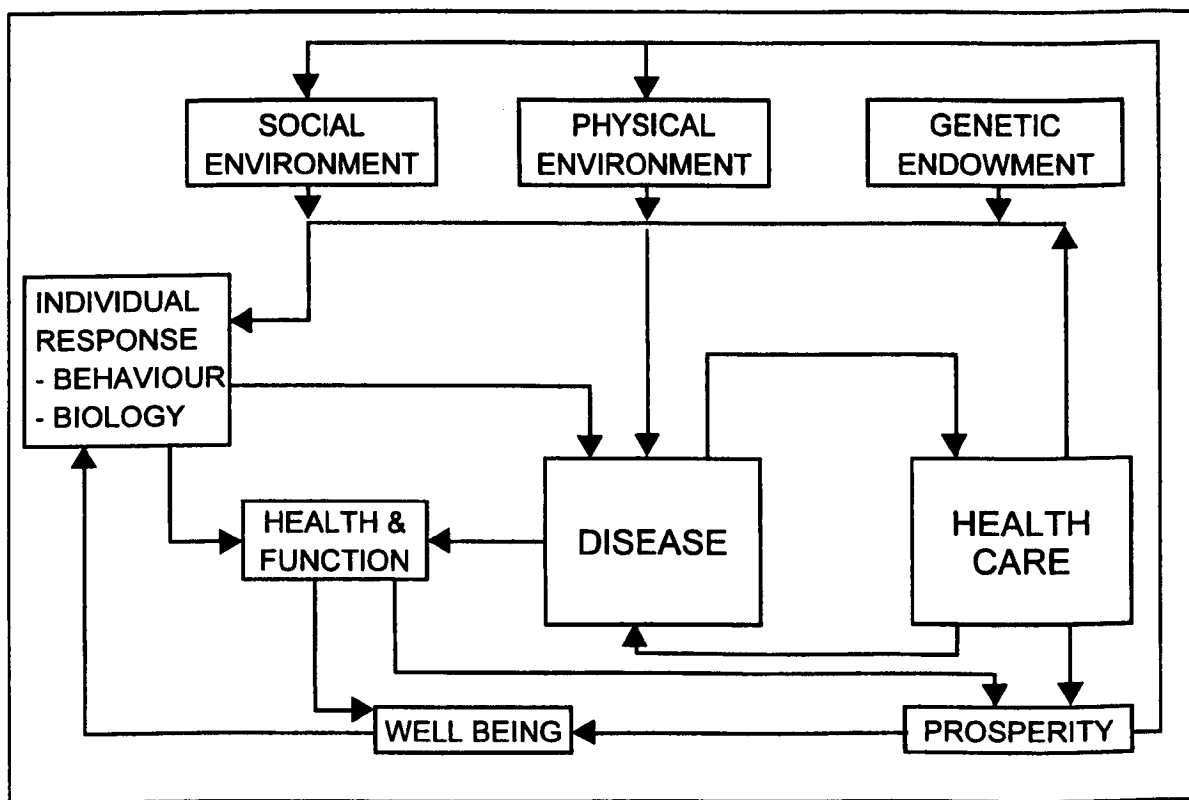 SOCIAL
ENVIRONMENT
PHYSICAL
ENVIRONMENT
GENETIC
ENDOWMENT
INDIVIDUAL
RESPONSE
- BEHAVIOUR
- BIOLOGY
HEALTH &
FUNCTION
DISEASE
HEALTH
CARE
WELL BEING
PROSPERITY